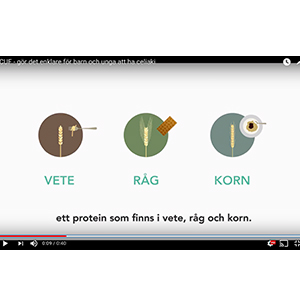 CUF - gör det enklare för barn och unga att ha celiaki
VETE RÅG KORN
ett protein som finns i vete, råg och korn.
0:09 / 0:40